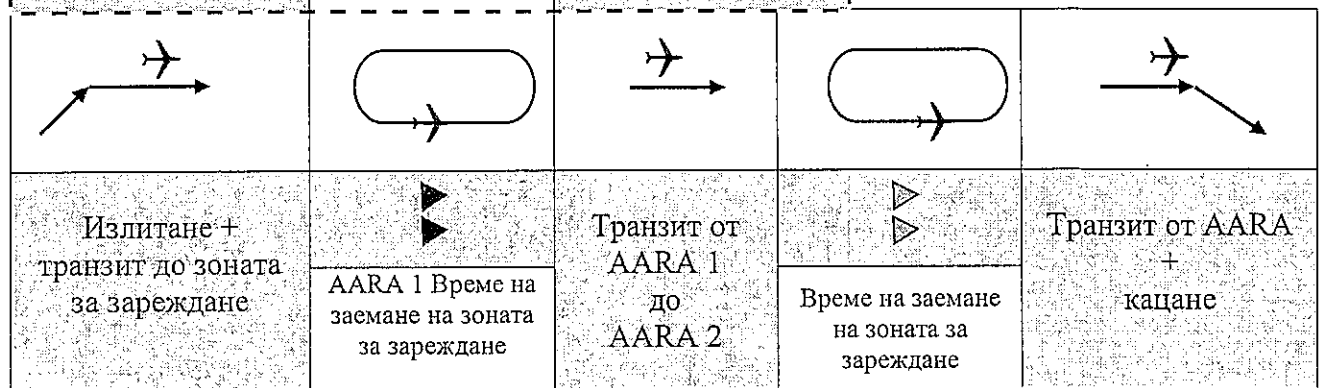 Излитане +
транзит до зоната
за зареждане
AARA 1 Време на
заемане на зоната
за зареждане
Транзит от
AARA 1
до
AARA 2
Време на заемане
на зоната за
зареждане
Транзит от AARA
+
кацане